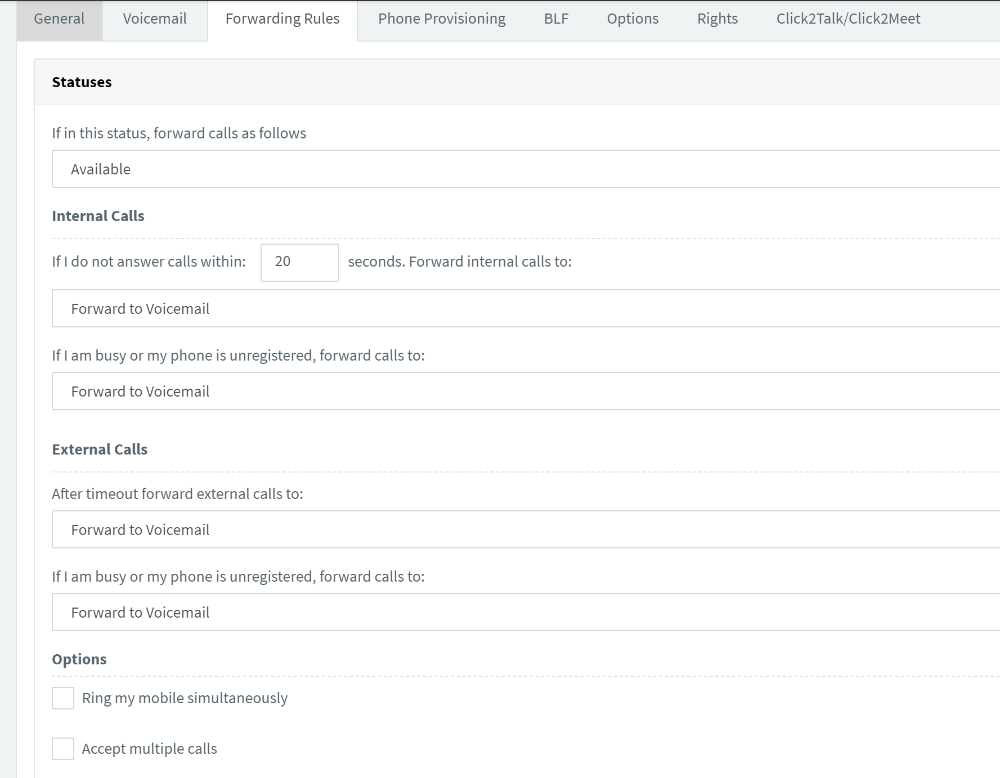 General Voicemail Forwarding Rules Phone Provisioning BLF Options Rights Click2Talk/Click2Meet
Statuses
If in this status, forward calls as follows
Available
Internal Calls
If I do not answer calls within: 20 seconds. Forward internal calls to:
Forward to Voicemail
If I am busy or my phone is unregistered, forward calls to:
Forward to Voicemail
External Calls
After timeout forward external calls to:
Forward to Voicemail
If I am busy or my phone is unregistered, forward calls to:
Forward to Voicemail
Options
Ring my mobile simultaneously
Accept multiple calls